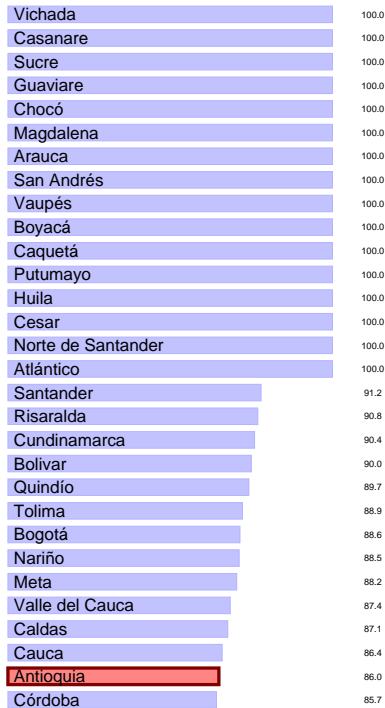 Vichada 100.0
Casanare 100.0
Sucre 100.0
Guaviare 100.0
Chocó 100.0
Magdalena 100.0
Arauca 100.0
San Andrés 100.0
Vaupés 100.0
Boyacá 100.0
Caquetá 100.0
Putumayo 100.0
Huila 100.0
Cesar 100.0
Norte de Santander 100.0
Atlántico 100.0
Santander 91.2
Risaralda 90.8
Cundinamarca 90.4
Bolivar 90.0
Quindío 89.7
Tolima 88.9
Bogotá 88.6
Nariño 88.5
Meta 88.2
Valle del Cauca 87.4
Caldas 87.1
Cauca 86.4
Antioquia 86.0
Córdoba 85.7